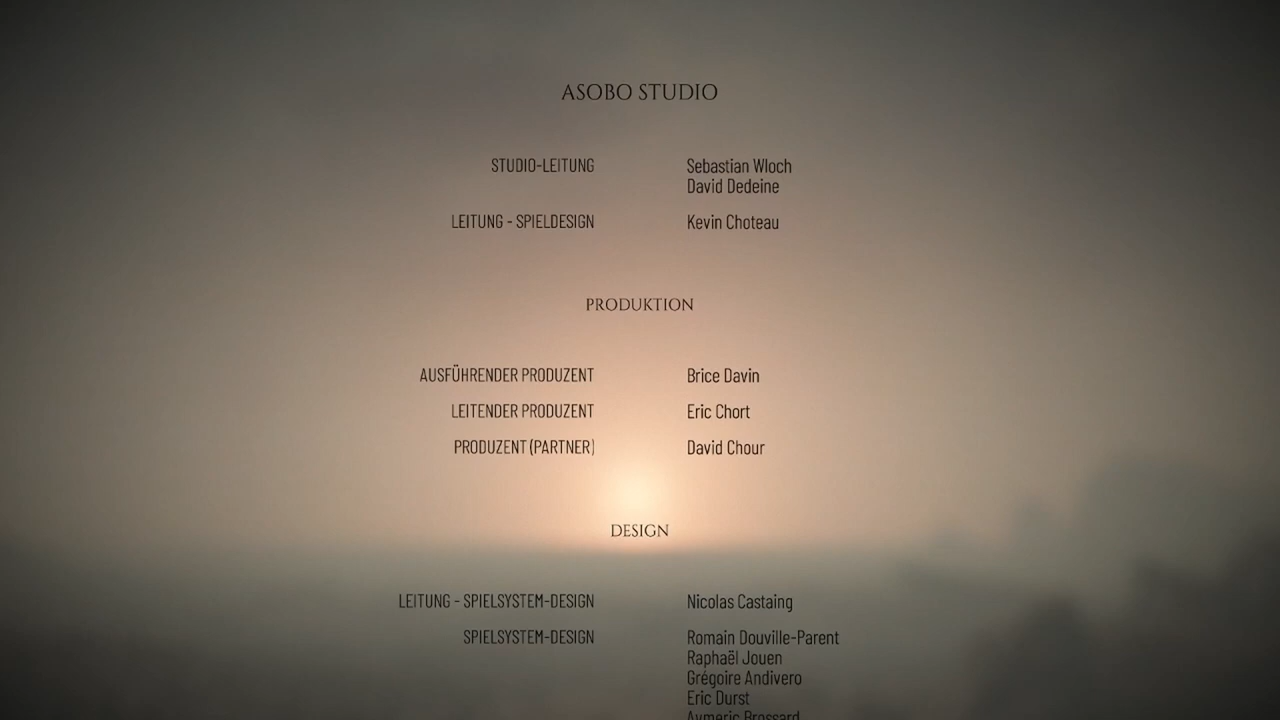 ASOBO STUDIO
STUDIO-LEITUNG Sebastian Wloch
David Dedeine
LEITUNG - SPIELDESIGN Kevin Choteau
PRODUKTION
AUSFÜHRENDER PRODUZENT Brice Davin
LEITENDER PRODUZENT Eric Chort
PRODUZENT (PARTNER) David Chour
DESIGN
LEITUNG - SPIELSYSTEM-DESIGN Nicolas Castaing
SPIELSYSTEM-DESIGN Romain Douville-Parent
Raphaël Jouen
Grégoire Andivero
Eric Durst
Aymeric Brossard